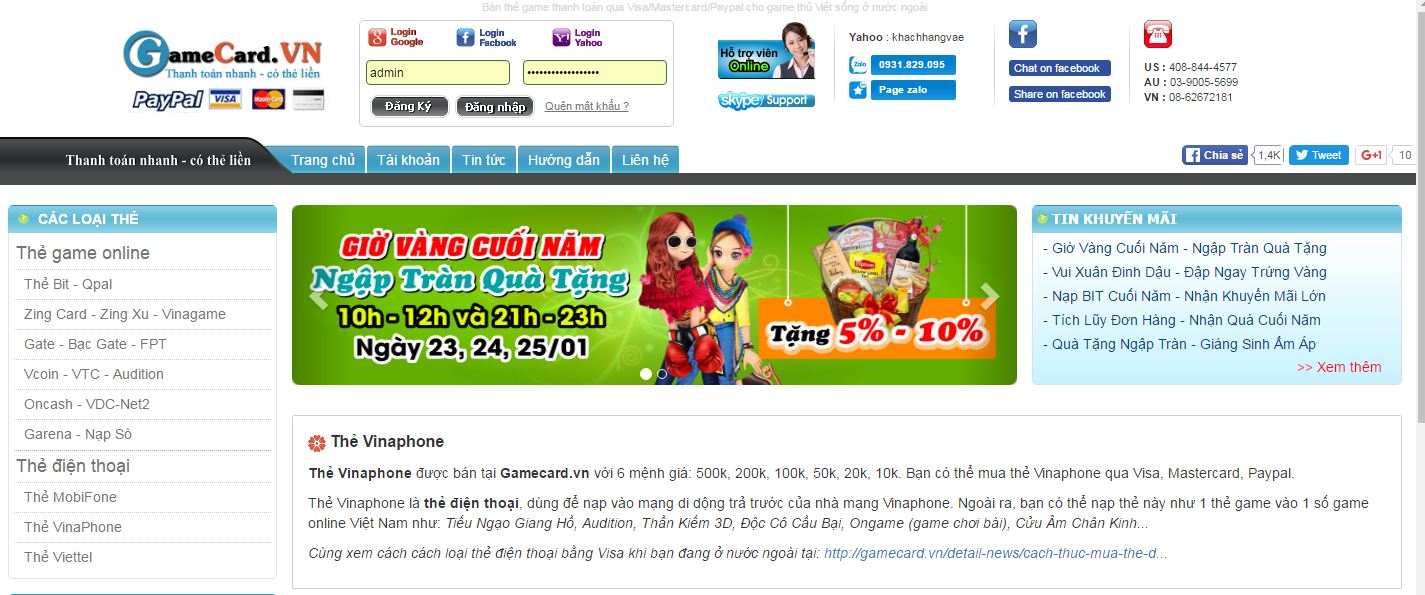 Bán thẻ game thanh toán qua Visa/Mastercard/Paypal cho game thủ Việt sống ở nước ngoài
GameCard.VN
Thanh toán nhanh - có thẻ liền
PayPal VISA MasterCard
Login Google
Login Facbook
Login Yahoo
admin
••••••••••••••••••
Đăng Ký Đăng nhập Quên mật khẩu ?
Hỗ trợ viên
Online
skype Support
Yahoo : khachhangvae
Zalo 0931.829.095
Page zalo
Chat on facebook
Share on facebook
US : 408-844-4577
AU : 03-9005-5699
VN : 08-62672181
Thanh toán nhanh - có thẻ liền
Trang chủ Tài khoản Tin tức Hướng dẫn Liên hệ
Chia sẻ 1,4K Tweet G+1 10
CÁC LOẠI THẺ
Thẻ game online
Thẻ Bit - Qpal
Zing Card - Zing Xu - Vinagame
Gate - Bạc Gate - FPT
Vcoin - VTC - Audition
Oncash - VDC-Net2
Garena - Nạp Sò
Thẻ điện thoại
Thẻ MobiFone
Thẻ VinaPhone
Thẻ Viettel
GIỜ VÀNG CUỐI NĂM
Ngập Tràn Quà Tặng
10h - 12h và 21h - 23h
Ngày 23, 24, 25/01
Tặng 5% - 10%
TIN KHUYẾN MÃI
- Giờ Vàng Cuối Năm - Ngập Tràn Quà Tặng
- Vui Xuân Đinh Dậu - Đập Ngay Trứng Vàng
- Nạp BIT Cuối Năm - Nhận Khuyến Mãi Lớn
- Tích Lũy Đơn Hàng - Nhận Quà Cuối Năm
- Quà Tặng Ngập Tràn - Giáng Sinh Ấm Áp
>> Xem thêm
Thẻ Vinaphone
Thẻ Vinaphone được bán tại Gamecard.vn với 6 mệnh giá: 500k, 200k, 100k, 50k, 20k, 10k. Bạn có thể mua thẻ Vinaphone qua Visa, Mastercard, Paypal.
Thẻ Vinaphone là thẻ điện thoại, dùng để nạp vào mạng di động trả trước của nhà mạng Vinaphone. Ngoài ra, bạn có thể nạp thẻ này như 1 thẻ game vào 1 số game
online Việt Nam như: Tiếu Ngạo Giang Hồ, Audition, Thần Kiếm 3D, Độc Cô Cầu Bại, Ongame (game chơi bài), Cửu Âm Chân Kinh...
Cùng xem cách cách loại thẻ điện thoại bằng Visa khi bạn đang ở nước ngoài tại: http://gamecard.vn/detail-news/cach-thuc-mua-the-d...